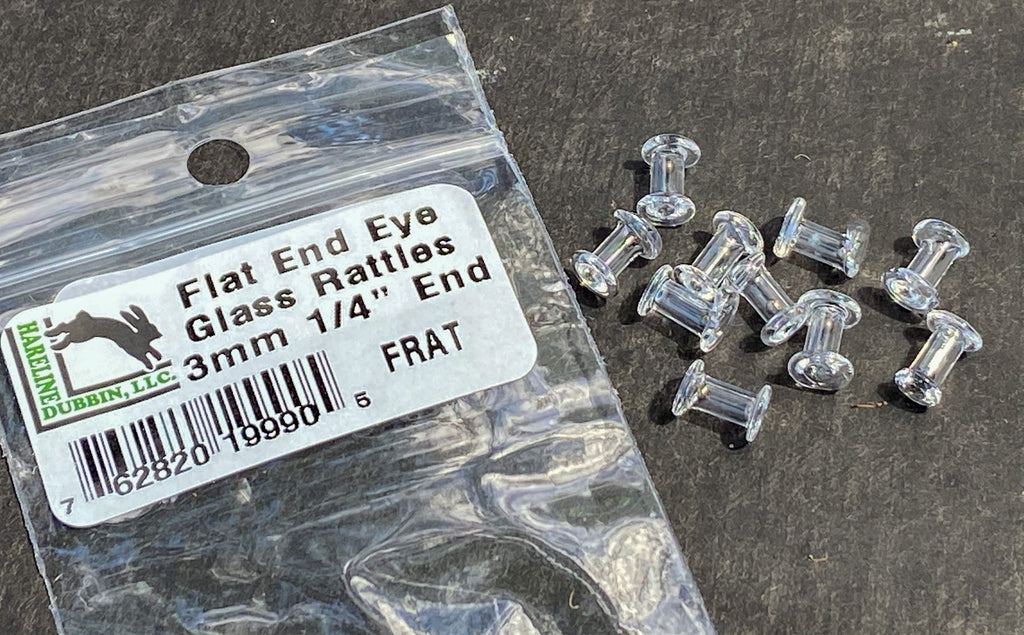 Flat End Eye
Glass Rattles
3mm 1/4" End
FRAT
HARELINE
DUBBIN, LLC.
7 62820 19990 5